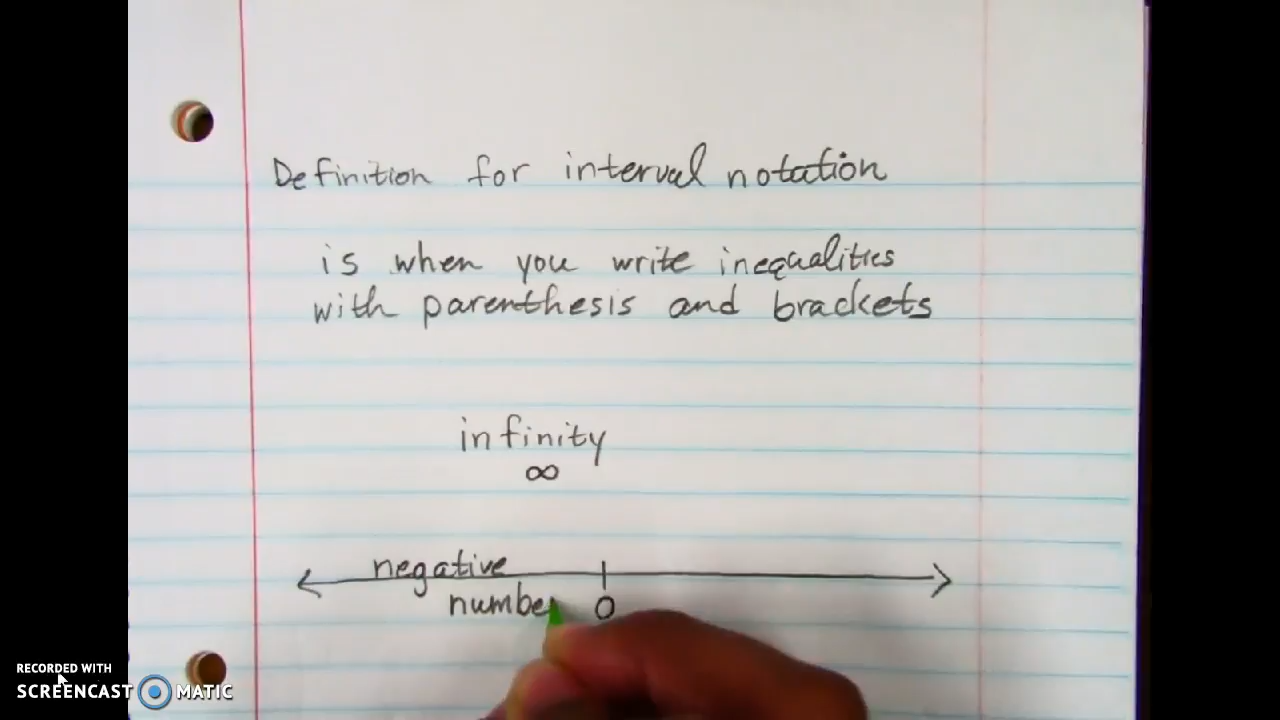 Definition for interval notation
is when you write inequalities
with parenthesis and brackets
infinity
∞
negative
number
0
RECORDED WITH
SCREENCAST MATIC